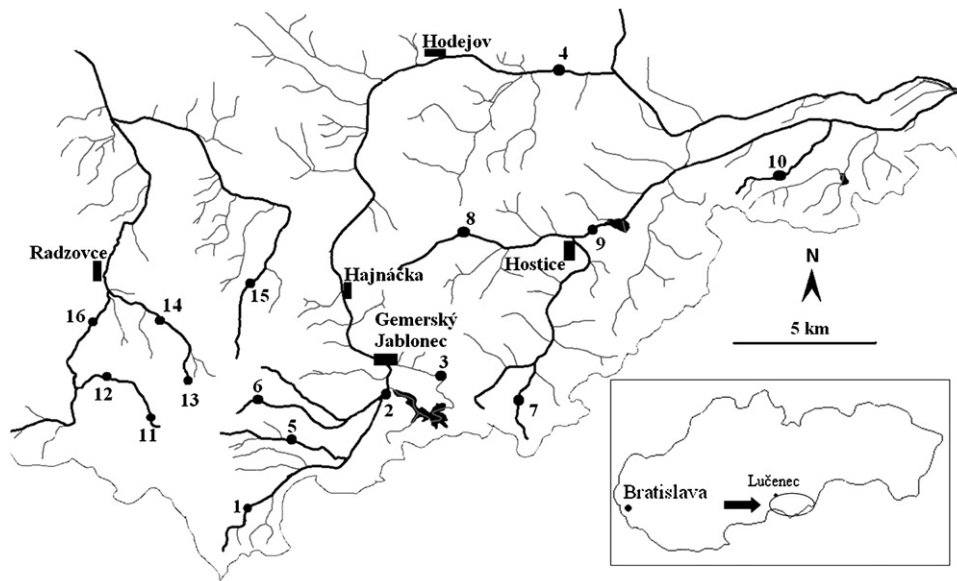 Hodejov
4
10
8
9
Radzovce
Hostice
N
Hajnáčka
15
14
16
Gemerský
Jablonec
5 km
3
13
12
6
2
7
11
5
Lučenec
Bratislava
1